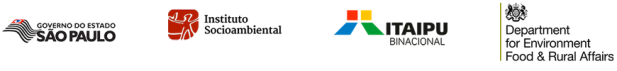 GOVERNO DO ESTADO
SÃO PAULO
Instituto
Socioambiental
ITAIPU
BINACIONAL
Department
for Environment
Food & Rural Affairs